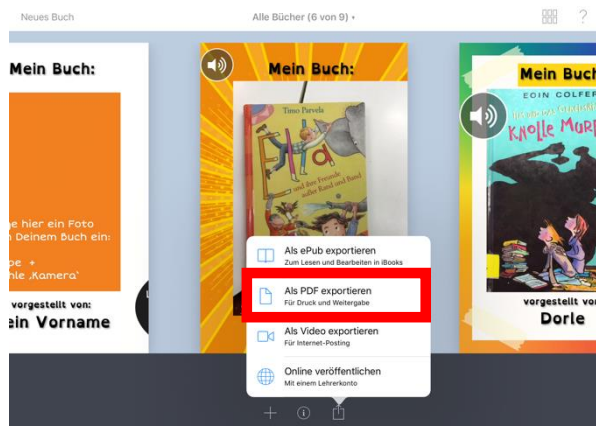 Neues Buch
Alle Bücher (6 von 9)
?
Mein Buch:
e hier ein Foto
Deinem Buch ein:
pe +
hle ,Kamera'
vorgestellt von:
ein Vorname
Mein Buch:
Timo Parvela
Ella
und ihre Freunde
außer Rand und Band
Als ePub exportieren
Zum Lesen und Bearbeiten in iBooks
Als PDF exportieren
Für Druck und Weitergabe
Als Video exportieren
Für Internet-Posting
Online veröffentlichen
Mit einem Lehrerkonto
Mein Buch
EOIN COLFER
KNOLLE MUR
vorgestellt vo
Dorle